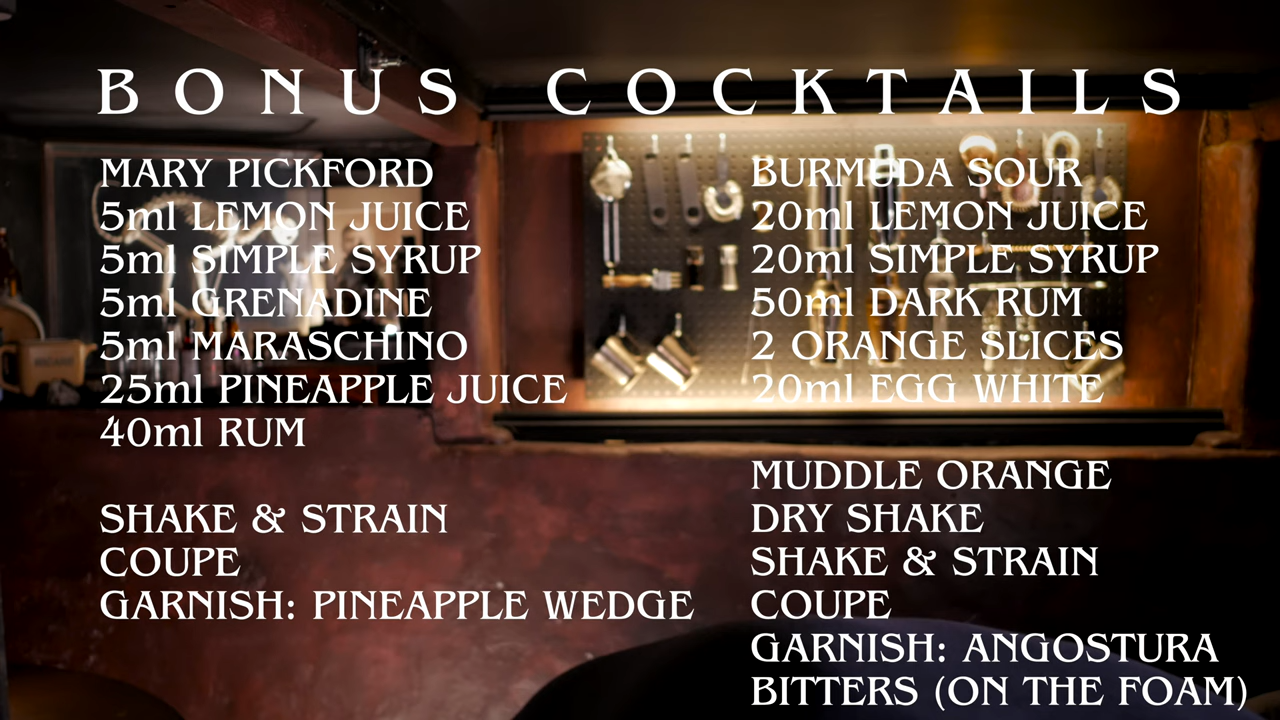 BONUS COCKTAILS
MARY PICKFORD
5ml LEMON JUICE
5ml SIMPLE SYRUP
5ml GRENADINE
5ml MARASCHINO
25ml PINEAPPLE JUICE
40ml RUM
SHAKE & STRAIN
COUPE
GARNISH: PINEAPPLE WEDGE
BURMUDA SOUR
20ml LEMON JUICE
20ml SIMPLE SYRUP
50ml DARK RUM
2 ORANGE SLICES
20ml EGG WHITE
MUDDLE ORANGE
DRY SHAKE
SHAKE & STRAIN
COUPE
GARNISH: ANGOSTURA
BITTERS (ON THE FOAM)